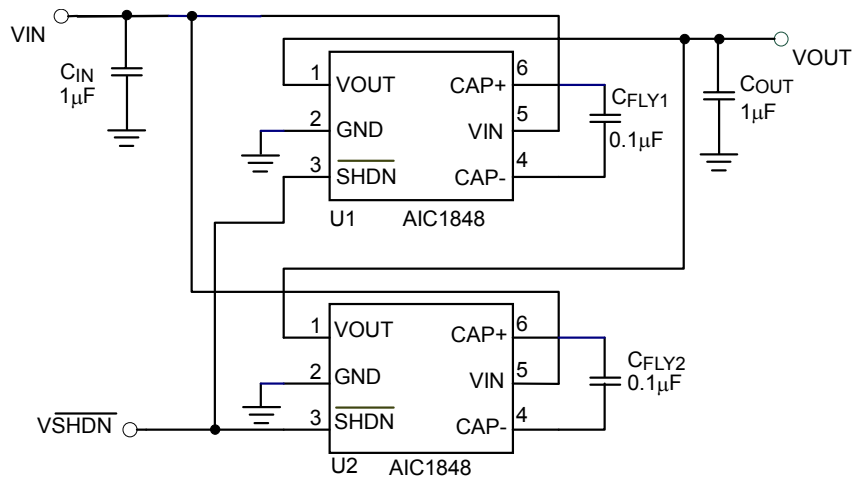 VIN
CIN
1μF
1
VOUT
CAP+
6
2
GND
VIN
5
3
SHDN
CAP-
4
U1
AIC1848
CFLY1
0.1μF
COUT
1μF
VOUT
1
VOUT
CAP+
6
2
GND
VIN
5
3
SHDN
CAP-
4
U2
AIC1848
CFLY2
0.1μF
VSHDN